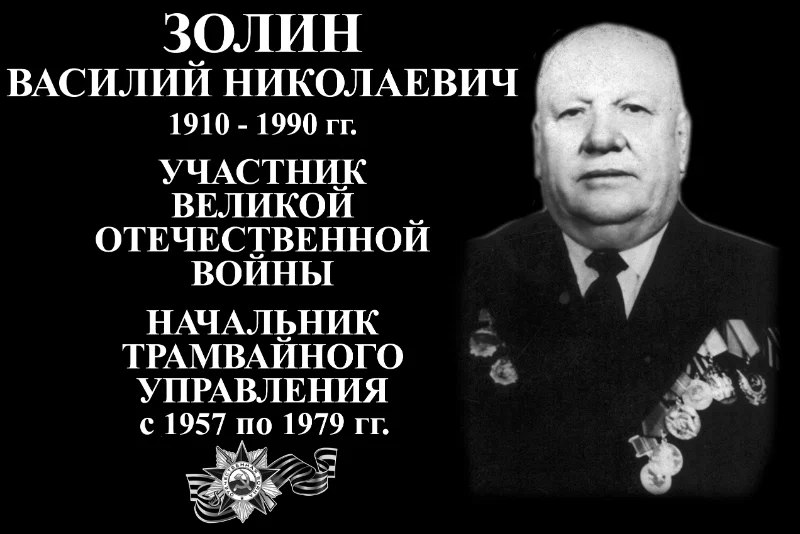 ЗОЛИН
ВАСИЛИЙ НИКОЛАЕВИЧ
1910 - 1990 гг.
УЧАСТНИК
ВЕЛИКОЙ
ОТЕЧЕСТВЕННОЙ
ВОЙНЫ
НАЧАЛЬНИК
ТРАМВАЙНОГО
УПРАВЛЕНИЯ
с 1957 по 1979 гг.